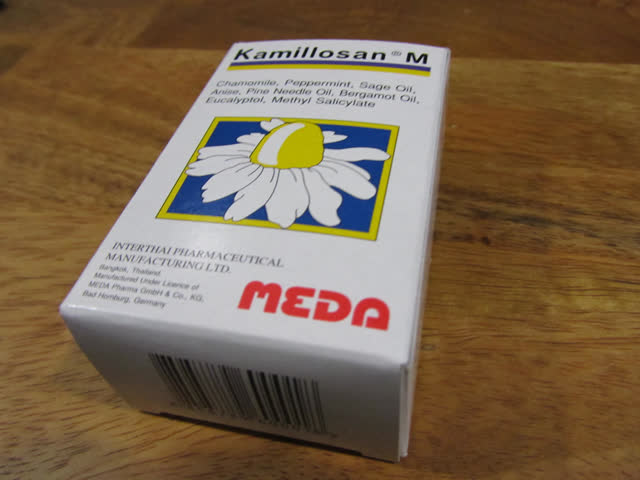 Kamillosan® M
Chamomile, Peppermint, Sage Oil,
Anise, Pine Needle Oil, Bergamot Oil,
Eucalyptol, Methyl Salicylate
INTERTHAI PHARMACEUTICAL
MANUFACTURING LTD.
Bangkok, Thailand.
Manufactured Under Licence of
MEDA Pharma GmbH & Co., KG,
Bad Homburg, Germany
MEDA